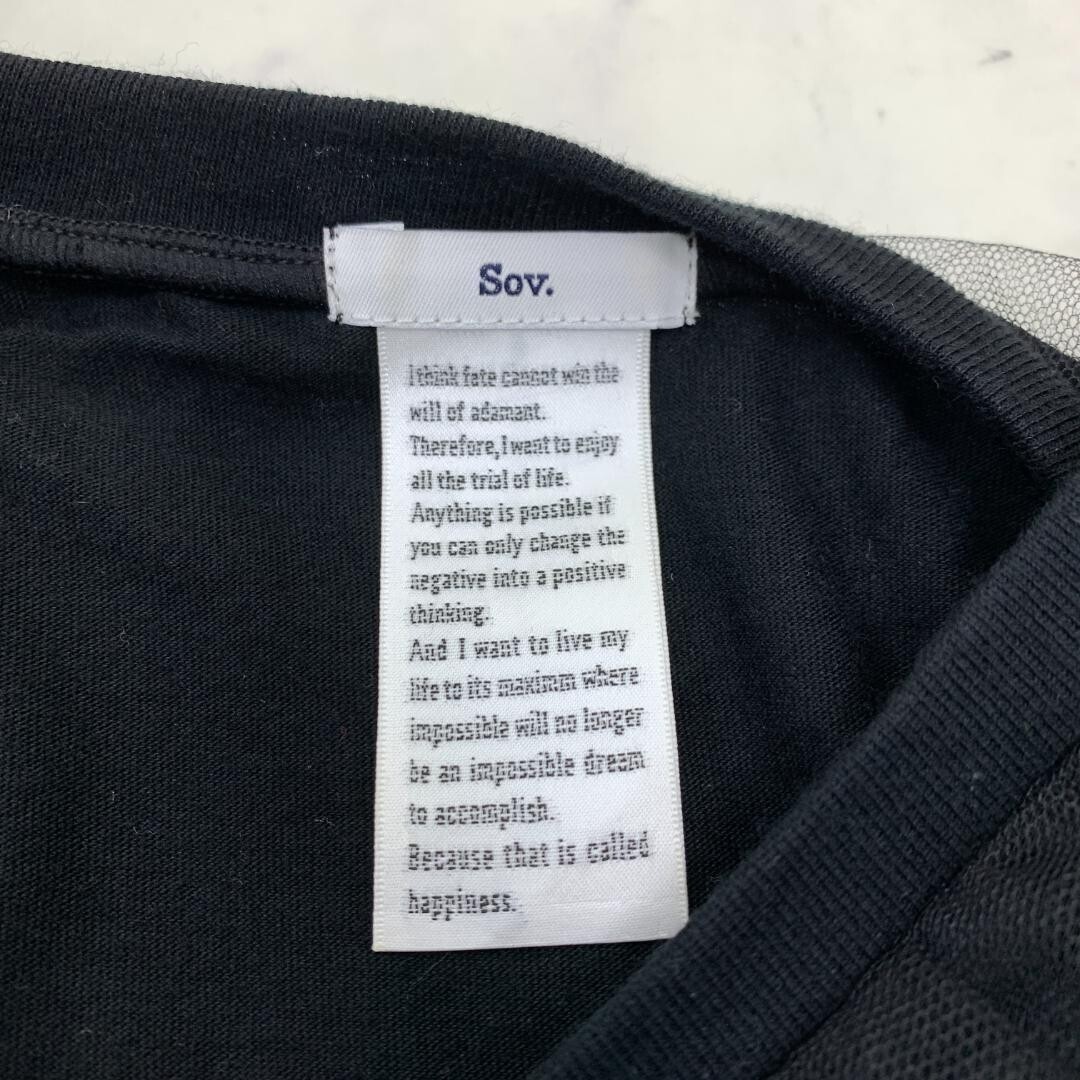 Sov.
I think fate cannot win the
will of adamant.
Therefore, I want to enjoy
all the trial of life.
Anything is possible if
you can only change the
negative into a positive
thinking.
And I want to live my
life to its maximm where
impossible will no longer
be an impossible dream
to accomplish.
Because that is called
happiness.